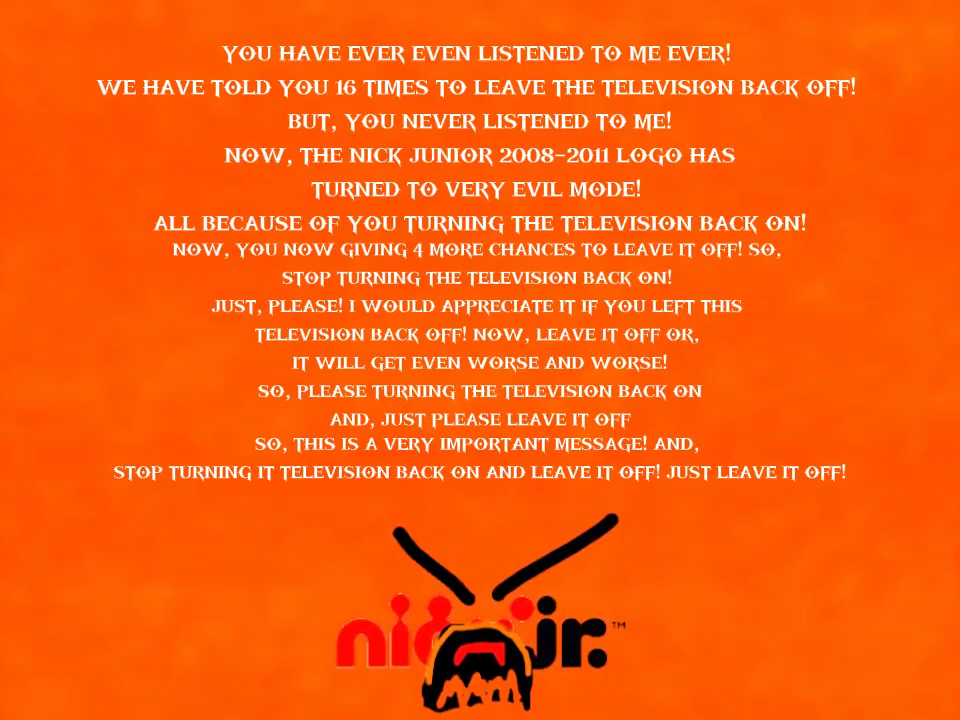 YOU HAVE EVER EVEN LISTENED TO ME EVER!
WE HAVE TOLD YOU 16 TIMES TO LEAVE THE TELEVISION BACK OFF!
BUT, YOU NEVER LISTENED TO ME!
NOW, THE NICK JUNIOR 2008-2011 LOGO HAS
TURNED TO VERY EVIL MODE!
ALL BECAUSE OF YOU TURNING THE TELEVISION BACK ON!
NOW, YOU NOW GIVING 4 MORE CHANCES TO LEAVE IT OFF! SO,
STOP TURNING THE TELEVISION BACK ON!
JUST, PLEASE! I WOULD APPRECIATE IT IF YOU LEFT THIS
TELEVISION BACK OFF! NOW, LEAVE IT OFF OR,
IT WILL GET EVEN WORSE AND WORSE!
SO, PLEASE TURNING THE TELEVISION BACK ON
AND, JUST PLEASE LEAVE IT OFF
SO, THIS IS A VERY IMPORTANT MESSAGE! AND,
STOP TURNING IT TELEVISION BACK ON AND LEAVE IT OFF! JUST LEAVE IT OFF!
nick jr.™